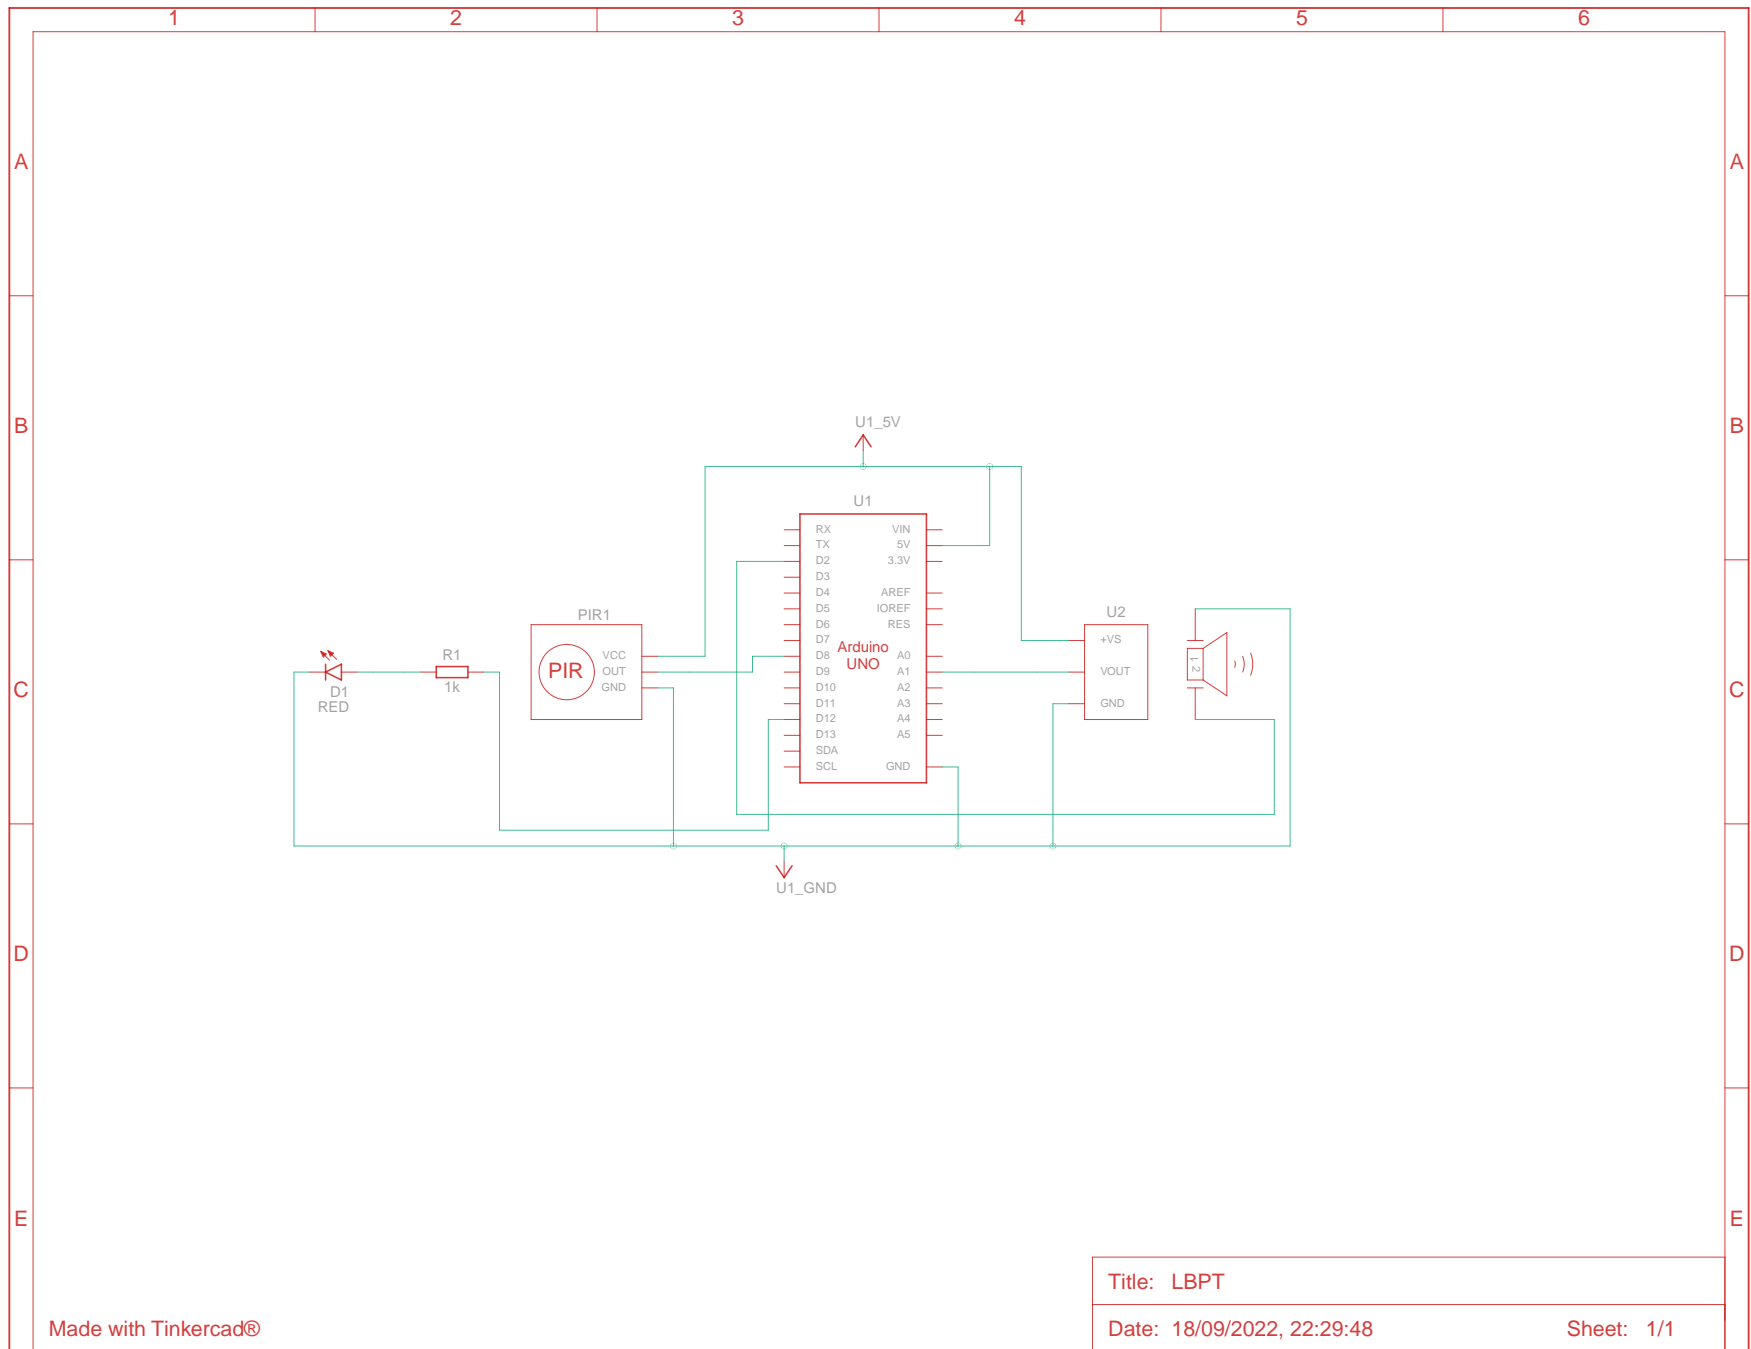 1 2 3 4 5 6
A A
B B
U1_5V
U1
RX VIN
TX 5V
D2 3.3V
D3
D4 AREF
D5 IOREF
D6 RES
D7
D8 A0
D9 A1
D10 A2
D11 A3
D12 A4
D13 A5
SDA
SCL GND
Arduino
UNO
PIR1
PIR
VCC
OUT
GND
R1
1k
D1
RED
U2
+VS
VOUT
GND
1 2
C C
U1_GND
D D
E E
Title: LBPT
Made with Tinkercad®
Date: 18/09/2022, 22:29:48 Sheet: 1/1